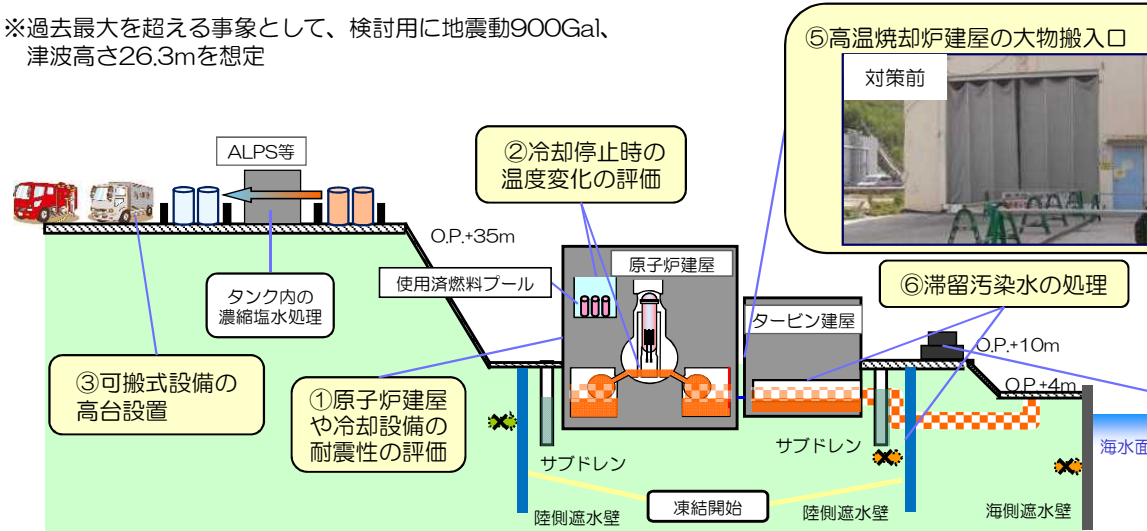 ※過去最大を超える事象として、検討用に地震動900Gal、
津波高さ26.3mを想定
⑤高温焼却炉建屋の大物搬入口
対策前
ALPS等
②冷却停止時の
温度変化の評価
O.P.+35m
原子炉建屋
使用済燃料プール
⑥滞留汚染水の処理
タンク内の
濃縮塩水処理
タービン建屋
O.P.+10m
③可搬式設備の
高台設置
①原子炉建屋
や冷却設備の
耐震性の評価
O.P.+4m
サブドレン
サブドレン
海水面
凍結開始
陸側遮水壁
陸側遮水壁
海側遮水壁